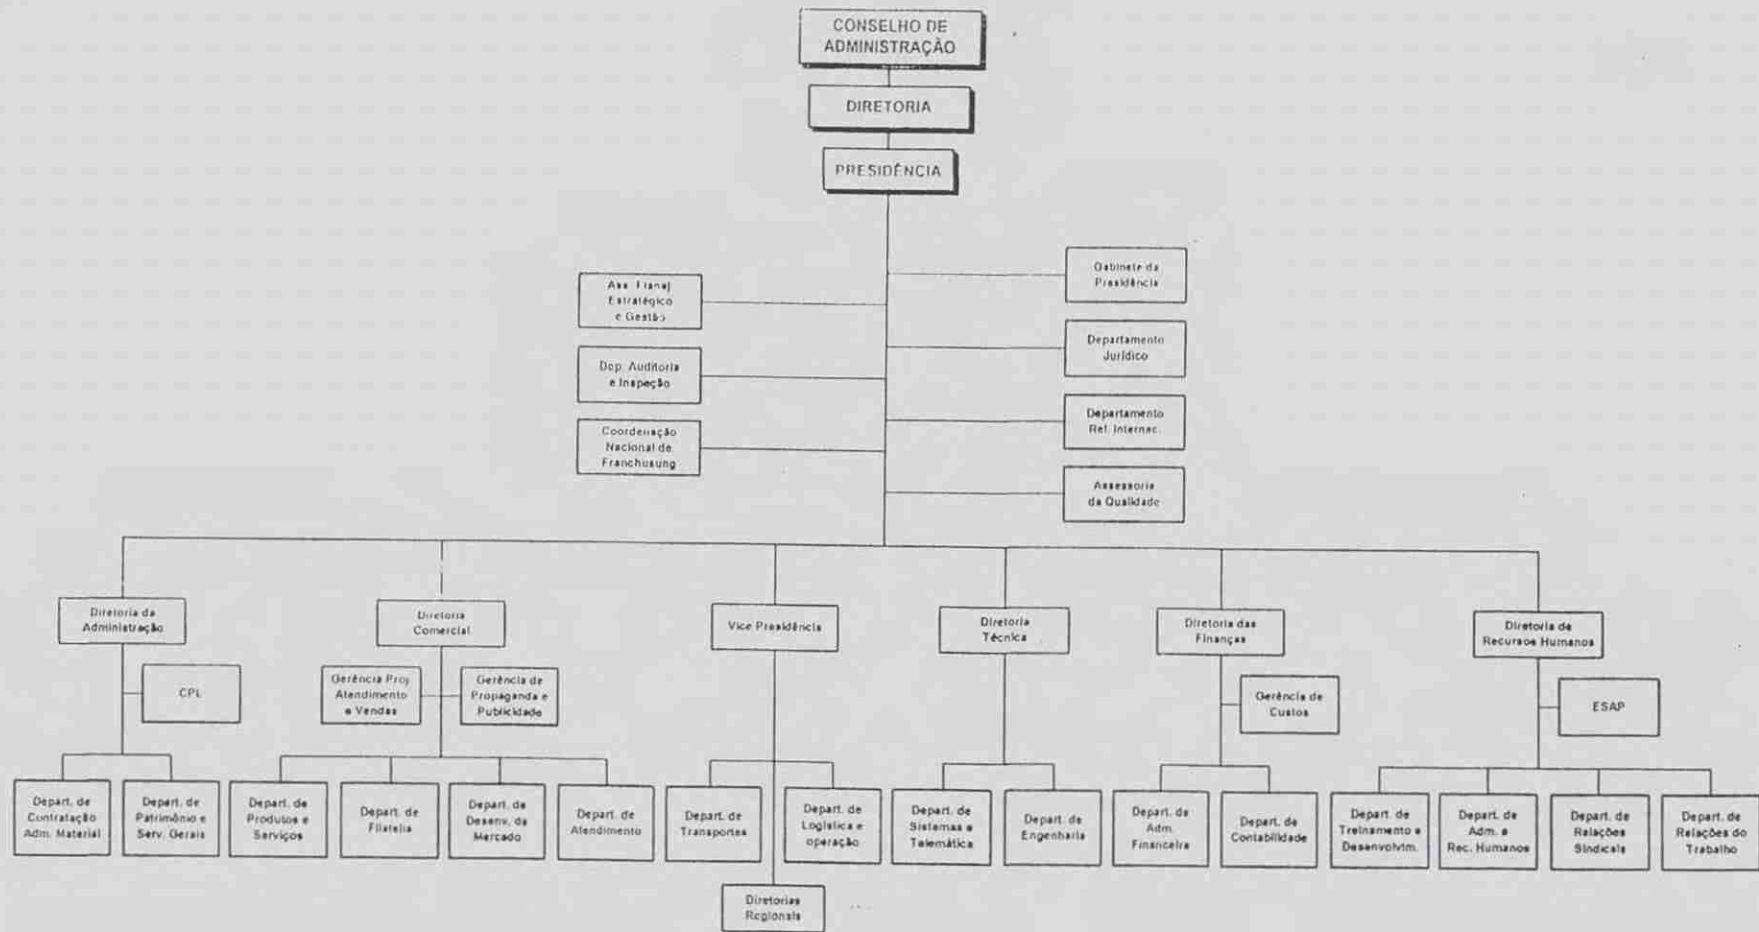 CONSELHO DE
ADMINISTRAÇÃO
DIRETORIA
PRESIDÊNCIA
Ass. Planej.
Estratégico
e Gestão
Dep. Auditoria
e Inspeção
Coordenação
Nacional de
Franchusung
Gabinete da
Presidência
Departamento
Jurídico
Departamento
Rel. Internac.
Assessoria
da Qualidade
Diretoria da
Administração
CPL
Depart. de
Contratação
Adm. Material
Depart. de
Patrimônio e
Serv. Gerais
Diretoria
Comercial
Gerência Proj
Atendimento
e Vendas
Gerência de
Propaganda e
Publicidade
Depart. de
Produtos e
Serviços
Depart. de
Filatelia
Depart. de
Desenv. de
Mercado
Depart. de
Atendimento
Vice Presidência
Depart. de
Transportes
Depart. de
Logística e
operação
Diretorias
Regionais
Diretoria
Técnica
Depart. de
Sistemas e
Telemática
Depart. de
Engenharia
Diretoria das
Finanças
Gerência de
Custos
Depart. de
Adm.
Financeira
Depart. de
Contabilidade
Diretoria de
Recursos Humanos
ESAP
Depart. de
Treinamento e
Desenvolvim.
Depart. de
Adm. e
Rec. Humanos
Depart. de
Relações
Sindicais
Depart. de
Relações do
Trabalho